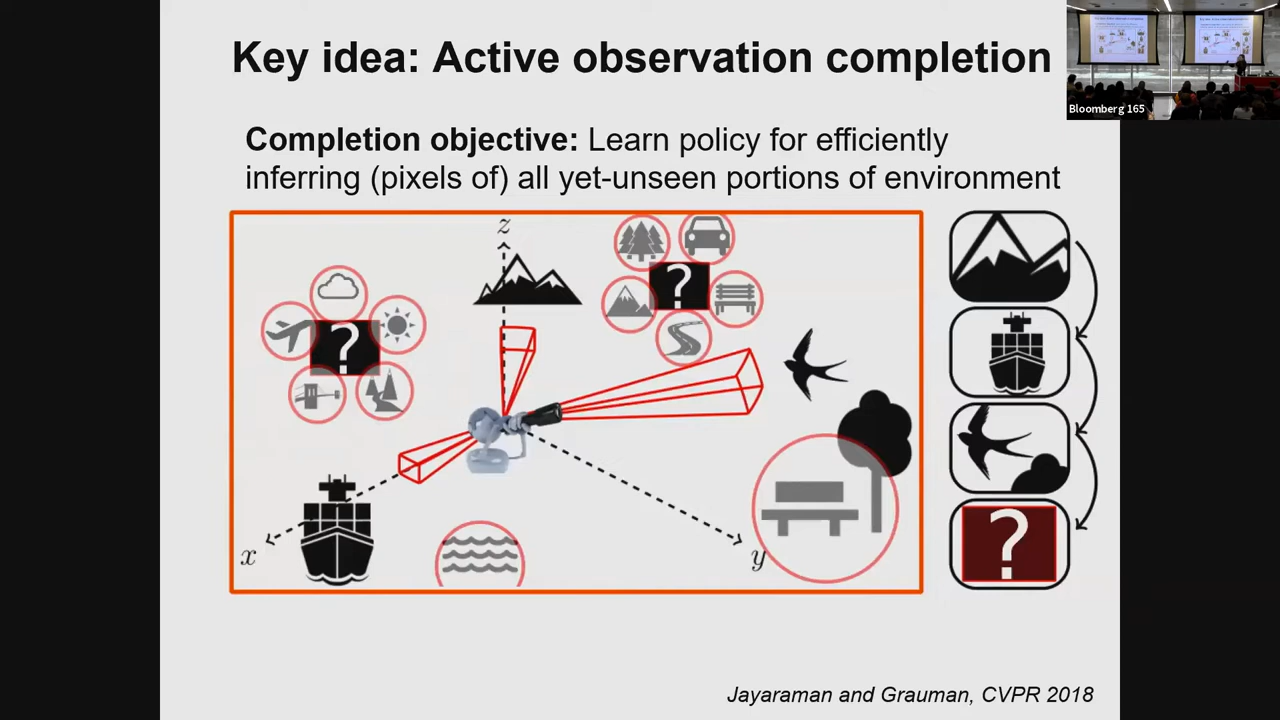 Key idea: Active observation completion
Bloomberg 165
Completion objective: Learn policy for efficiently
inferring (pixels of) all yet-unseen portions of environment
z
?
?
x
y
?
Jayaraman and Grauman, CVPR 2018